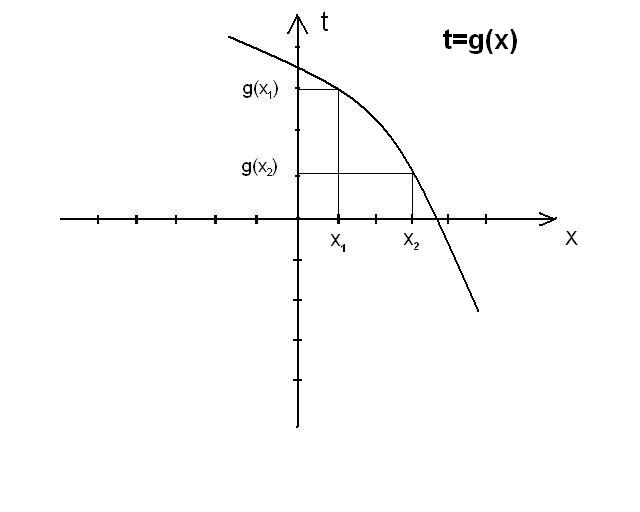 t
t=g(x)
g(x₁)
g(x₂)
x₁
x₂
x